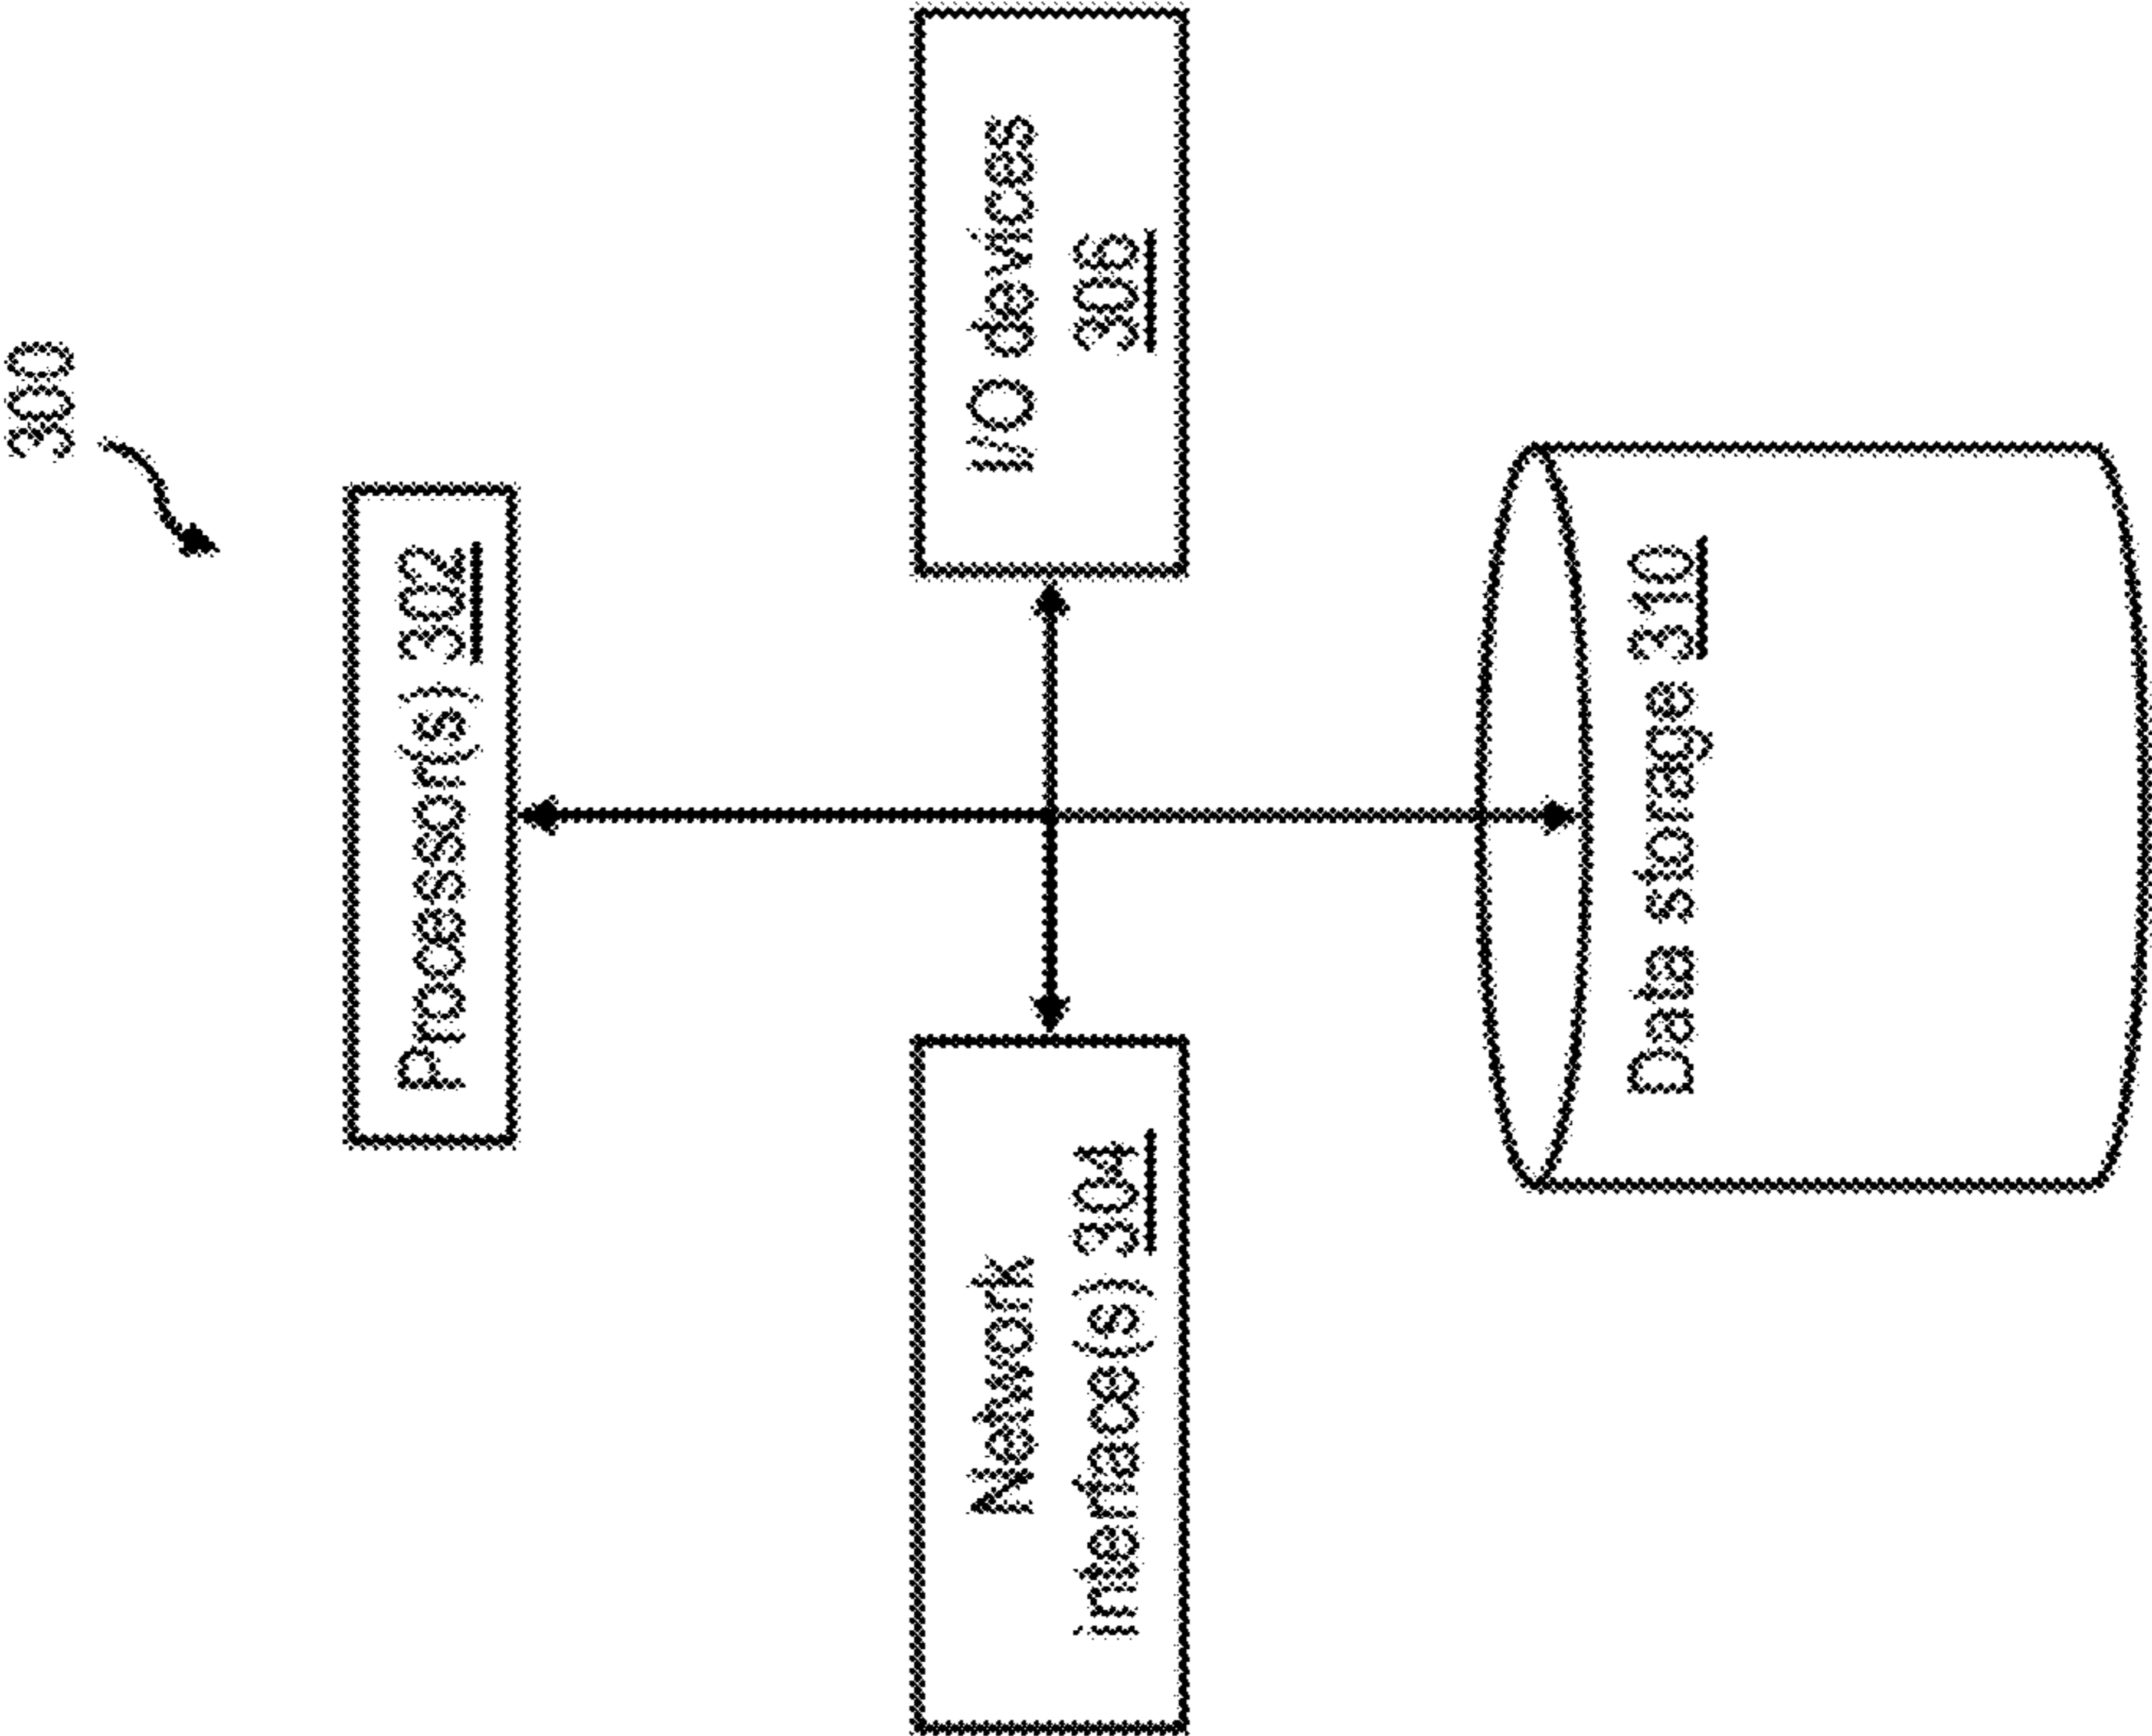 300
Processor(s) 302
Network
interface(s) 304
I/O devices
306
Data storage 310